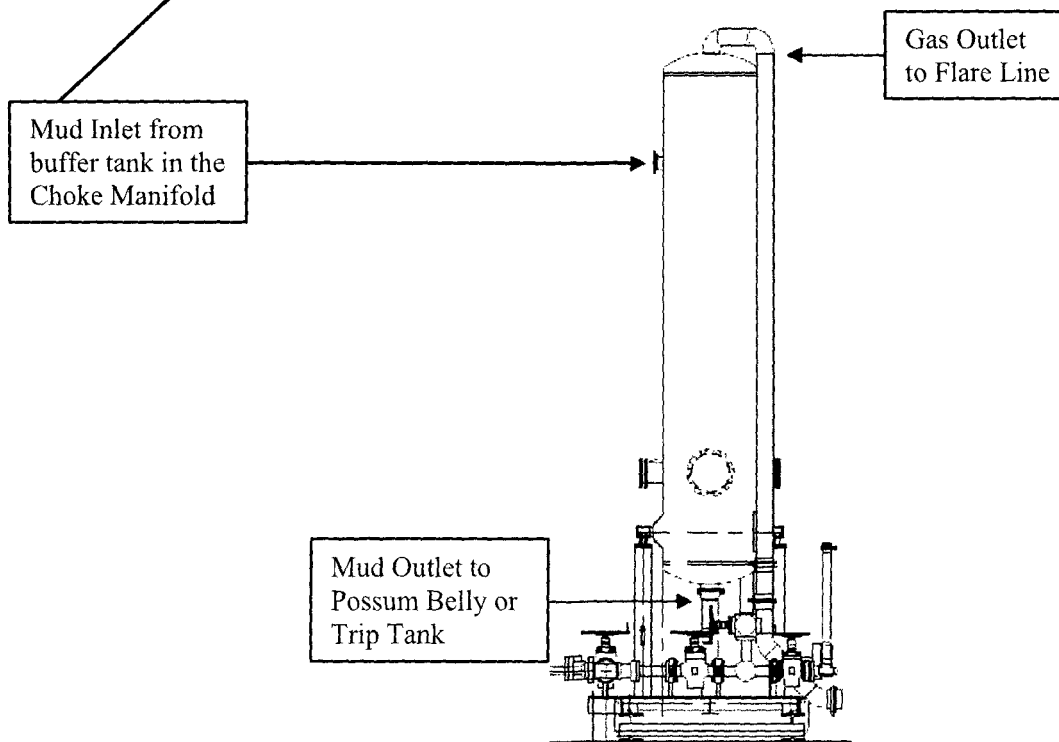 Gas Outlet
to Flare Line
Mud Inlet from
buffer tank in the
Choke Manifold
Mud Outlet to
Possum Belly or
Trip Tank